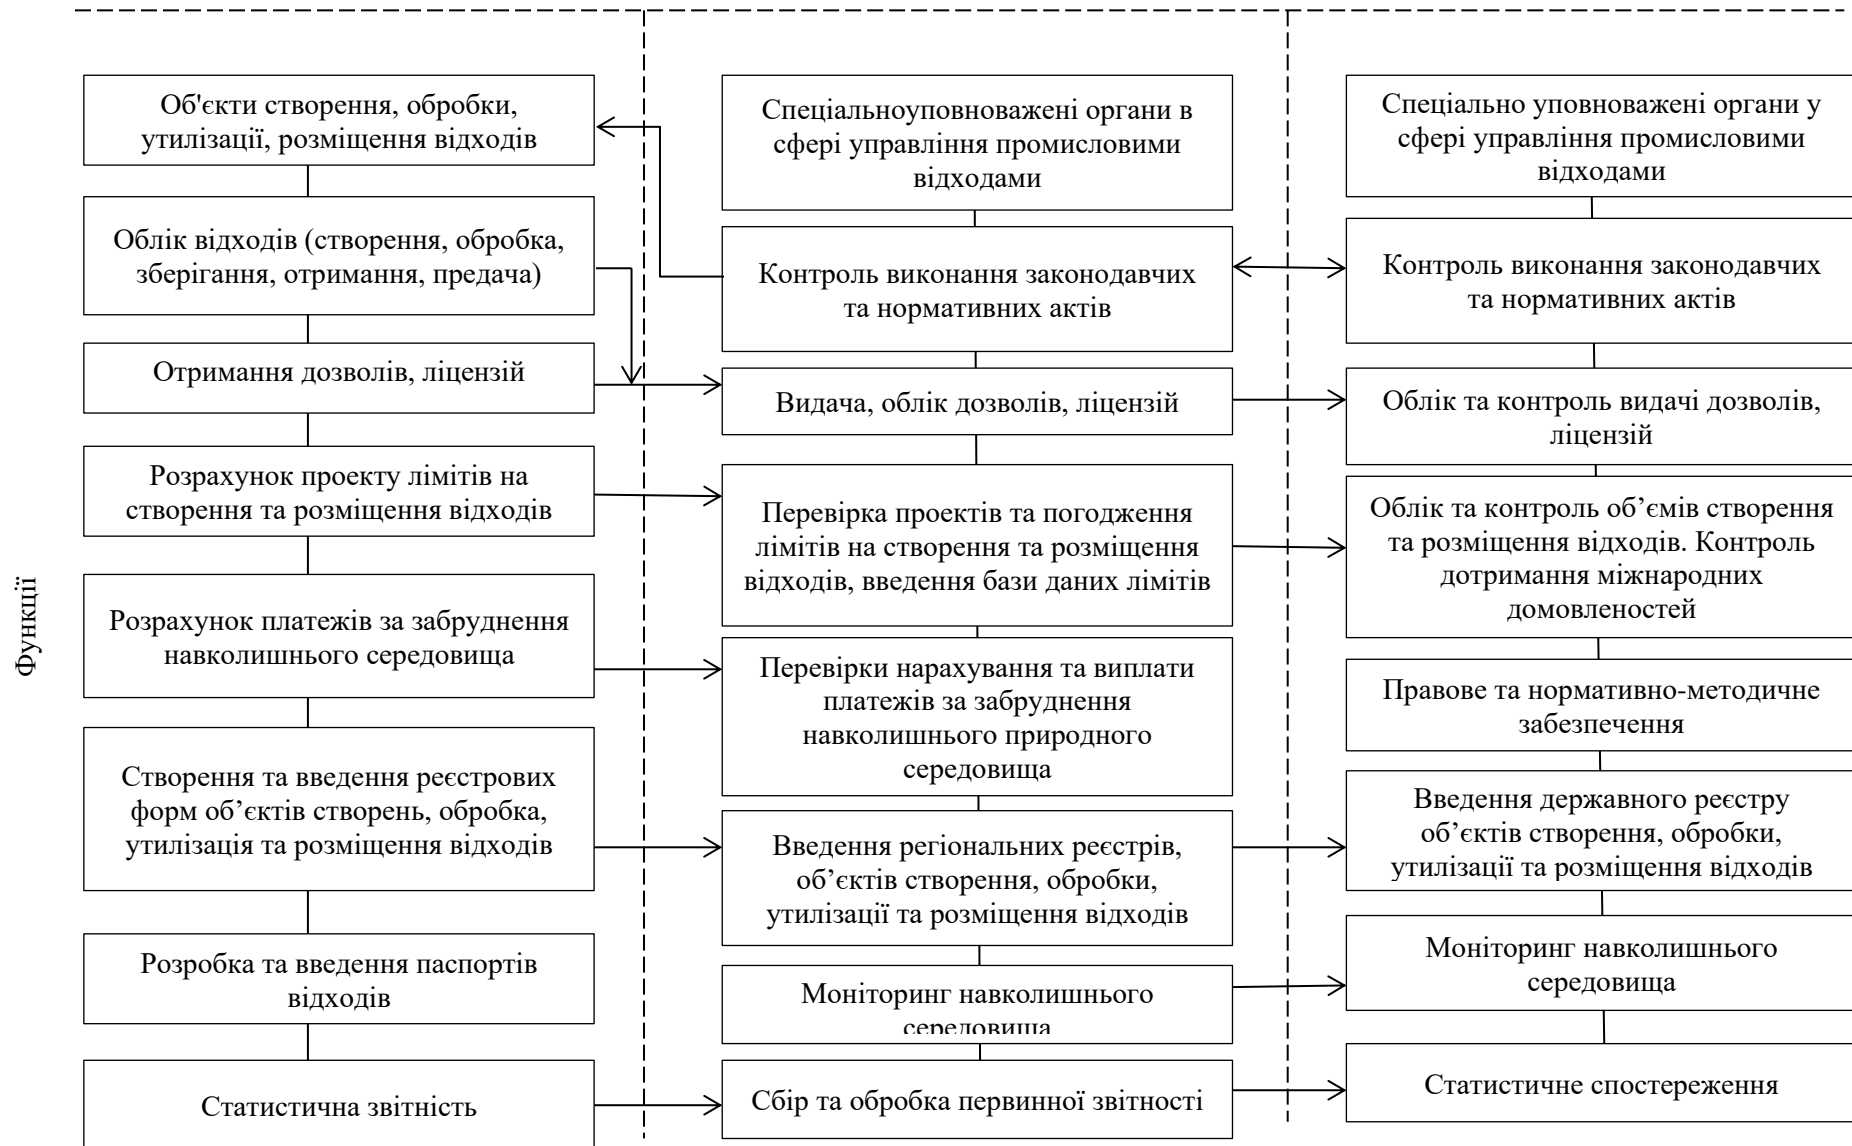 Функції
Об'єкти створення, обробки,
утилізації, розміщення відходів
Облік відходів (створення, обробка,
зберігання, отримання, предача)
Отримання дозволів, ліцензій
Розрахунок проекту лімітів на
створення та розміщення відходів
Розрахунок платежів за забруднення
навколишнього середовища
Створення та введення реєстрових
форм об’єктів створень, обробка,
утилізація та розміщення відходів
Розробка та введення паспортів
відходів
Статистична звітність
Спеціальноуповноважені органи в
сфері управління промисловими
відходами
Контроль виконання законодавчих
та нормативних актів
Видача, облік дозволів, ліцензій
Перевірка проектів та погодження
лімітів на створення та розміщення
відходів, введення бази даних лімітів
Перевірки нарахування та виплати
платежів за забруднення
навколишнього природного
середовища
Введення регіональних реєстрів,
об’єктів створення, обробки,
утилізації та розміщення відходів
Моніторинг навколишнього
середовища
Сбір та обробка первинної звітності
Спеціально уповноважені органи у
сфері управління промисловими
відходами
Контроль виконання законодавчих
та нормативних актів
Облік та контроль видачі дозволів,
ліцензій
Облік та контроль об’ємів створення
та розміщення відходів. Контроль
дотримання міжнародних
домовленостей
Правове та нормативно-методичне
забезпечення
Введення державного реєстру
об’єктів створення, обробки,
утилізації та розміщення відходів
Моніторинг навколишнього
середовища
Статистичне спостереження